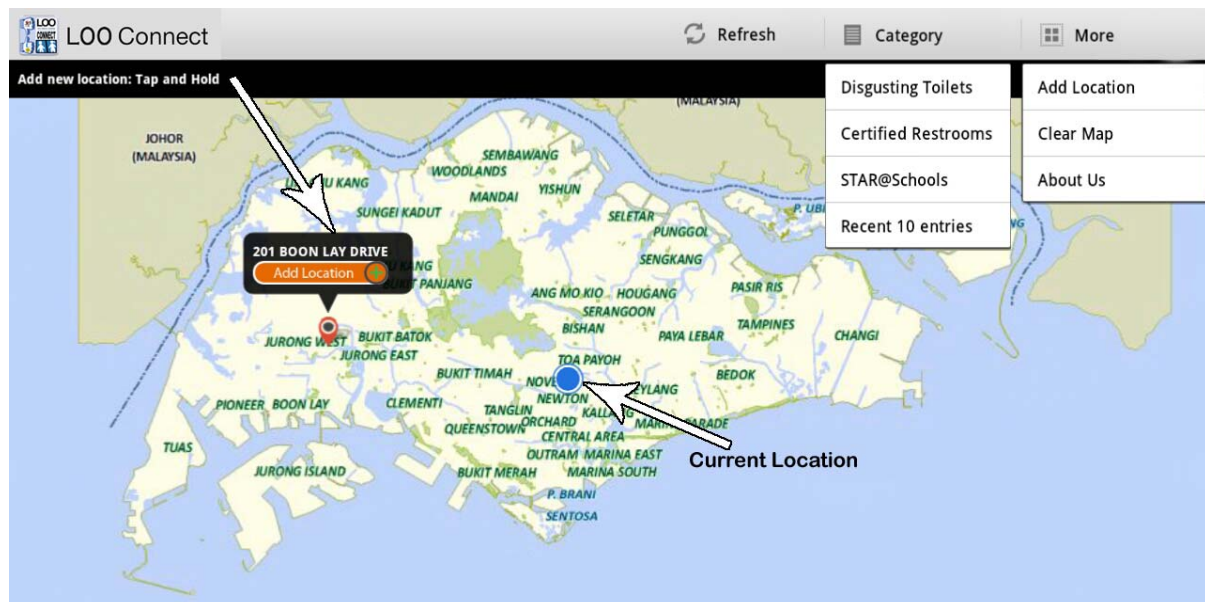 LOO
CONNECT
LOO Connect
Refresh
Category
More
Add new location: Tap and Hold
Disgusting Toilets
Certified Restrooms
STAR@Schools
Recent 10 entries
Add Location
Clear Map
About Us
(MALAYSIA)
JOHOR
(MALAYSIA)
SEMBAWANG
WOODLANDS
KANG
MANDAI
YISHUN
SUNGEI KADUT
SELETAR
PUNGGOL
SENGKANG
201 BOON LAY DRIVE
Add Location
KANG
PANJANG
ANG MO KIO
HOUGANG
PASIR RIS
SERANGOON
BISHAN
PAYA LEBAR
TAMPINES
CHANGI
JURONG WEST
BUKIT BATOK
JURONG EAST
TOA PAYOH
BUKIT TIMAH
BEDOK
NEWTON
PIONEER
BOON LAY
CLEMENTI
TANGLIN
ORCHARD
QUEENSTOWN
CENTRAL AREA
TUAS
OUTRAM
MARINA EAST
Current Location
JURONG ISLAND
BUKIT MERAH
MARINA SOUTH
P. BRANI
SENTOSA